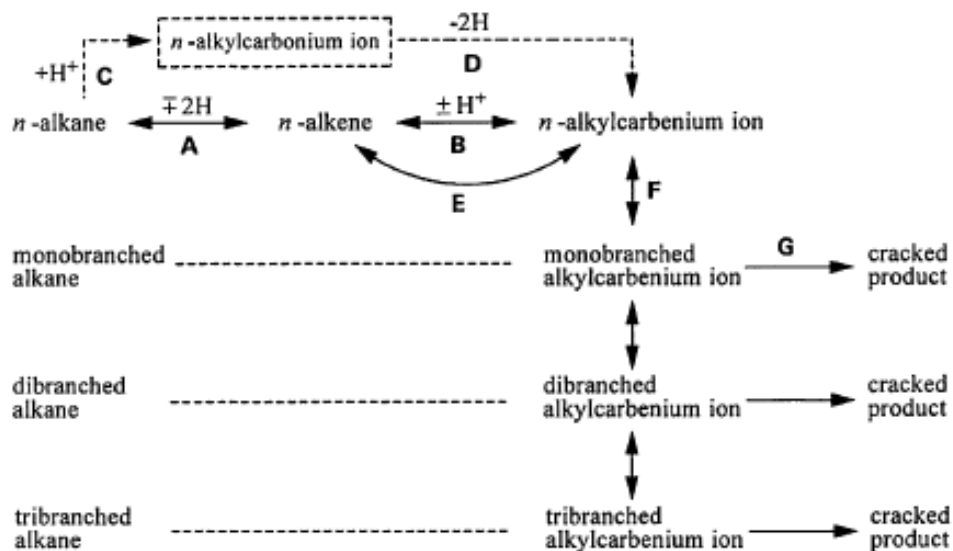 -2H
n-alkylcarbonium ion
D
+H⁺
C
∓2H
± H⁺
n-alkane
n-alkene
n-alkylcarbenium ion
A
B
E
F
monobranched
alkane
monobranched
alkylcarbenium ion
G
cracked
product
dibranched
alkane
dibranched
alkylcarbenium ion
cracked
product
tribranched
alkane
tribranched
alkylcarbenium ion
cracked
product